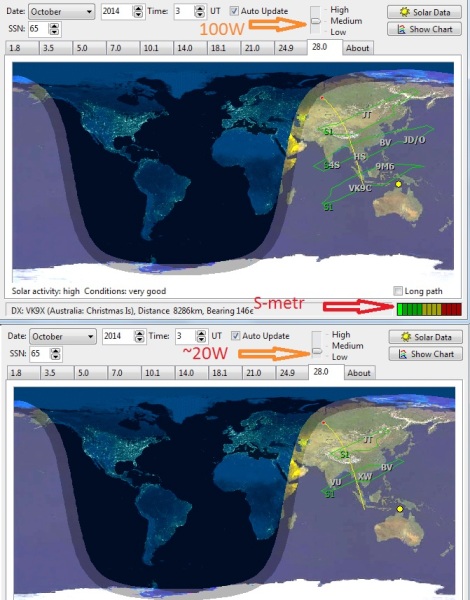 Date: October 2014 Time: 3 UT Auto Update High Solar Data
100W Medium
SSN: 65 Low Show Chart
1.8 3.5 5.0 7.0 10.1 14.0 18.1 21.0 24.9 28.0 About
JT
S1
JD/O
BV
HS
4S 9M6
VK9C
S1
Solar activity: high Conditions: very good Long path
S-metr
DX: VK9X (Australia: Christmas Is), Distance 8286km, Bearing 146°
Date: October 2014 Time: 3 UT Auto Update High Solar Data
~20W Medium
SSN: 65 Low Show Chart
1.8 3.5 5.0 7.0 10.1 14.0 18.1 21.0 24.9 28.0 About
JT
S1
BV
XW
VU
S1